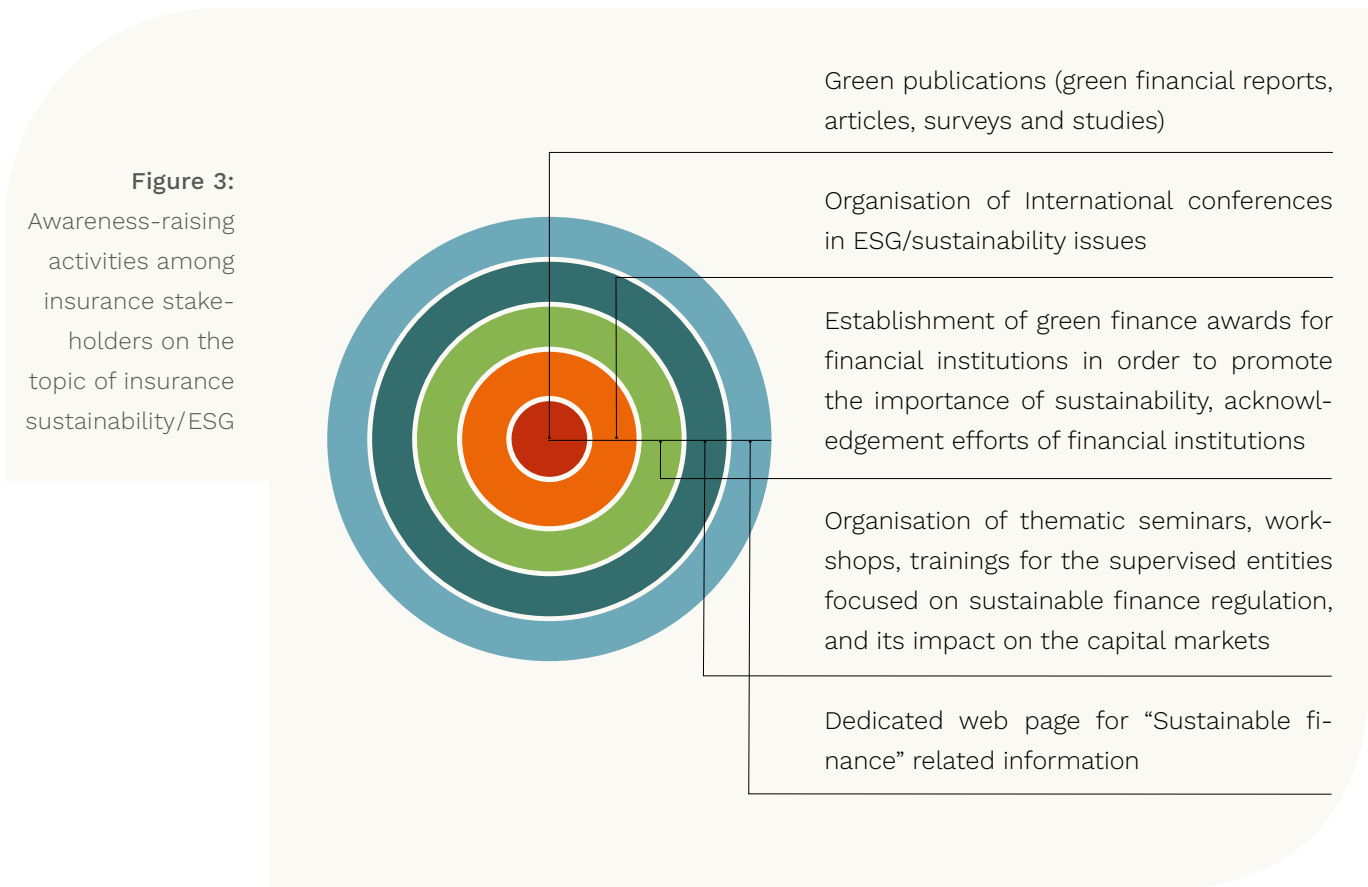 Figure 3:
Awareness-raising
activities among
insurance stake-
holders on the
topic of insurance
sustainability/ESG
Green publications (green financial reports,
articles, surveys and studies)
Organisation of International conferences
in ESG/sustainability issues
Establishment of green finance awards for
financial institutions in order to promote
the importance of sustainability, acknowl-
edgement efforts of financial institutions
Organisation of thematic seminars, work-
shops, trainings for the supervised entities
focused on sustainable finance regulation,
and its impact on the capital markets
Dedicated web page for “Sustainable fi-
nance” related information